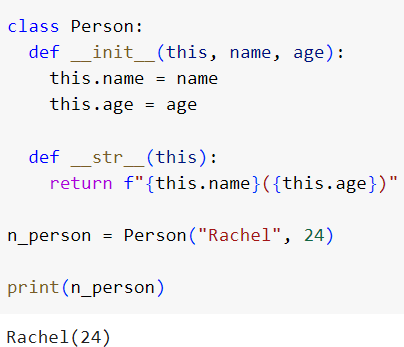 class Person:
  def __init__(this, name, age):
    this.name = name
    this.age = age

  def __str__(this):
    return f"{this.name}({this.age})"

n_person = Person("Rachel", 24)

print(n_person)

Rachel(24)